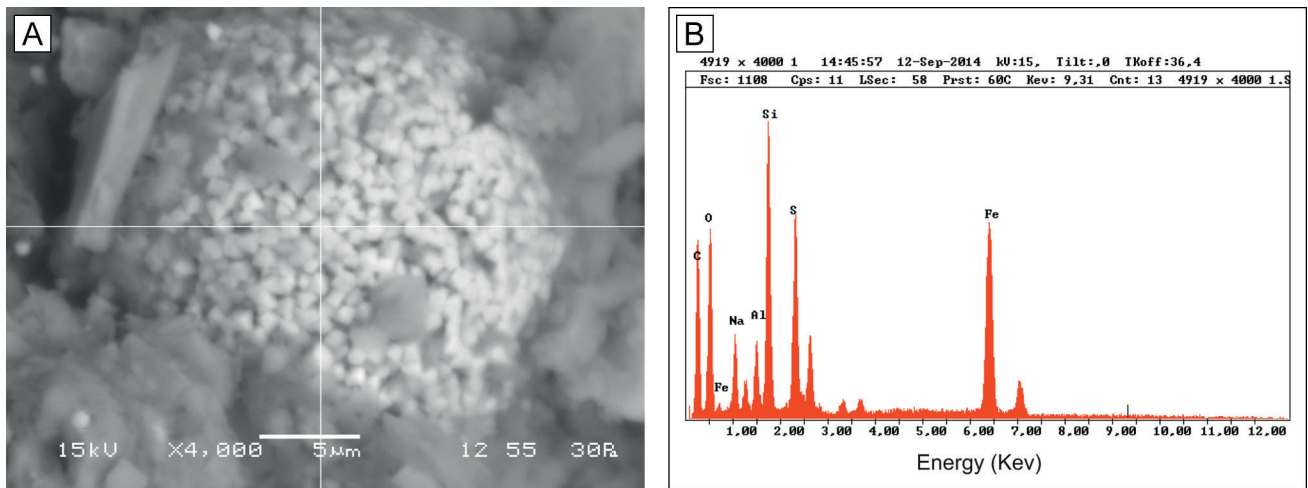 A
15kV X4,000 5µm 12 55 30R
B
4919 x 4000 1 14:45:57 12-Sep-2014 kV:15, Tilt:,0 TKoff:36,4
Fsc: 1108 Cps: 11 LSec: 58 Prst: 60C Kev: 9,31 Cnt: 13 4919 x 4000 1.S
Si
O
S
Fe
C
Na
Al
Fe
1,00 2,00 3,00 4,00 5,00 6,00 7,00 8,00 9,00 10,00 11,00 12,00
Energy (Kev)